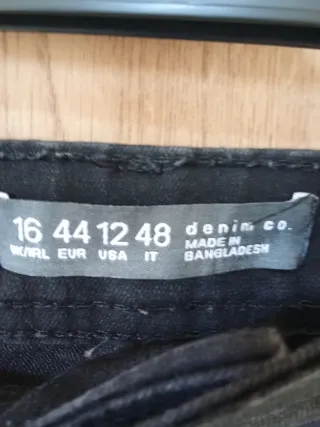 16 44 12 48 denim co.
UK/IRL EUR USA IT MADE IN
BANGLADESH